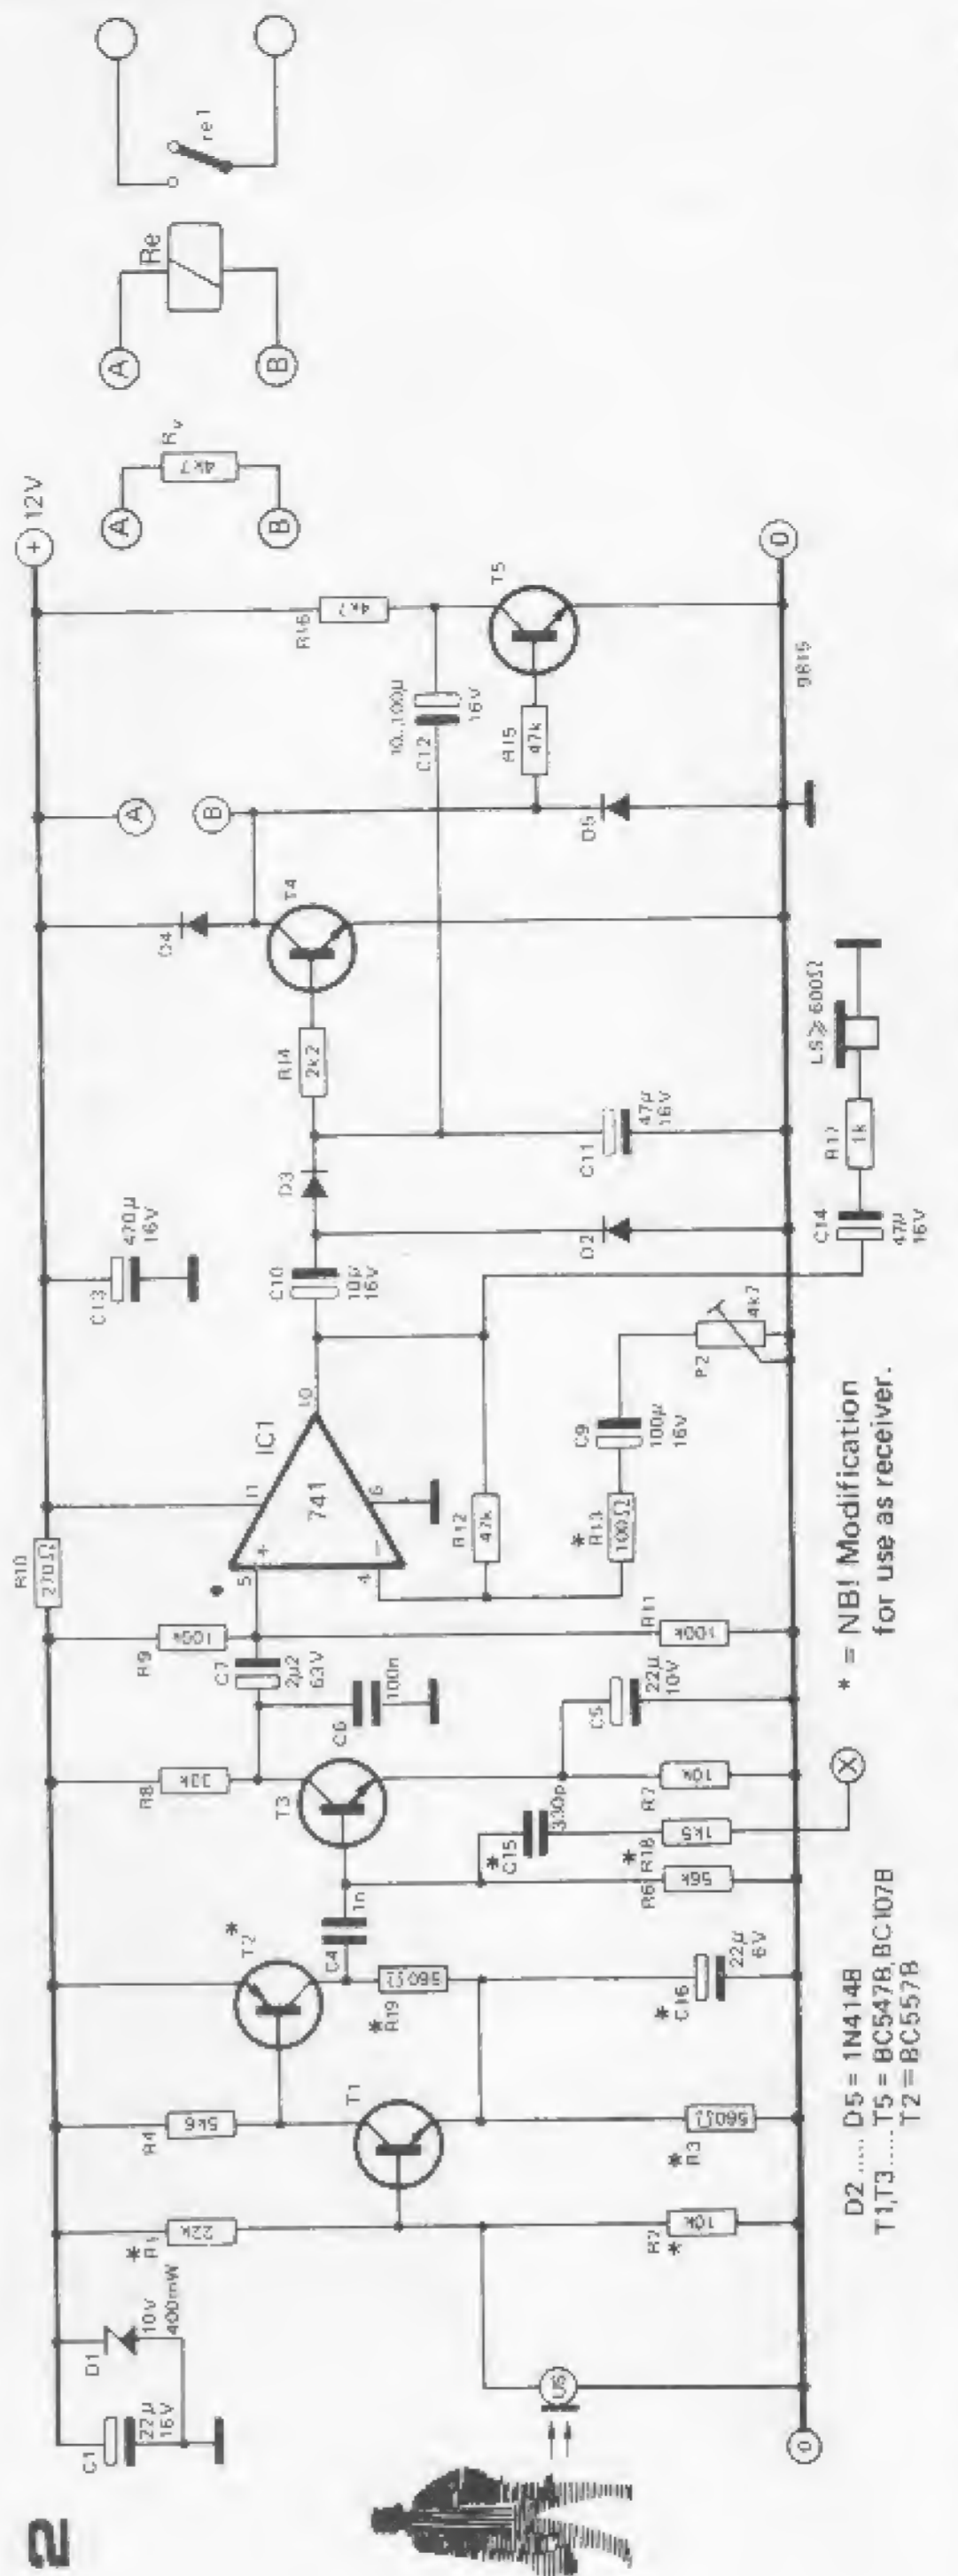 2
C1
22μ
16V
D1
10V
400mW
*
R1
22k
R4
5k6
T1
T2
*
*
R19
560Ω
C4
1n
T3
R8
R9
100k
C7
2μ2
63V
C6
100n
R10
270Ω
*
5
4
+
−
741
IC1
11
6
10
C13
470μ
16V
R12
47k
*
R13
100Ω
C9
100μ
16V
P2
4k7
C10
10μ
16V
D3
D2
R14
2k2
C11
47μ
16V
T4
D4
A
B
C12
10...100μ
16V
R15
47k
D5
R16
4k7
T5
+
12V
0
9815
A
B
Rv
4k7
A
B
Re
re1
US
R2
*
10k
*
R3
560Ω
*
C16
22μ
6V
R6
56k
*
C15
330p
*
R18
1k5
R7
10k
C5
22μ
10V
R11
100k
X
0
C14
47μ
16V
R17
1k
LS ≥ 600Ω
D2 ..... D5 = 1N4148
T1,T3..... T5 = BC547B,BC107B
T2 = BC557B
* = NB! Modification
for use as receiver.